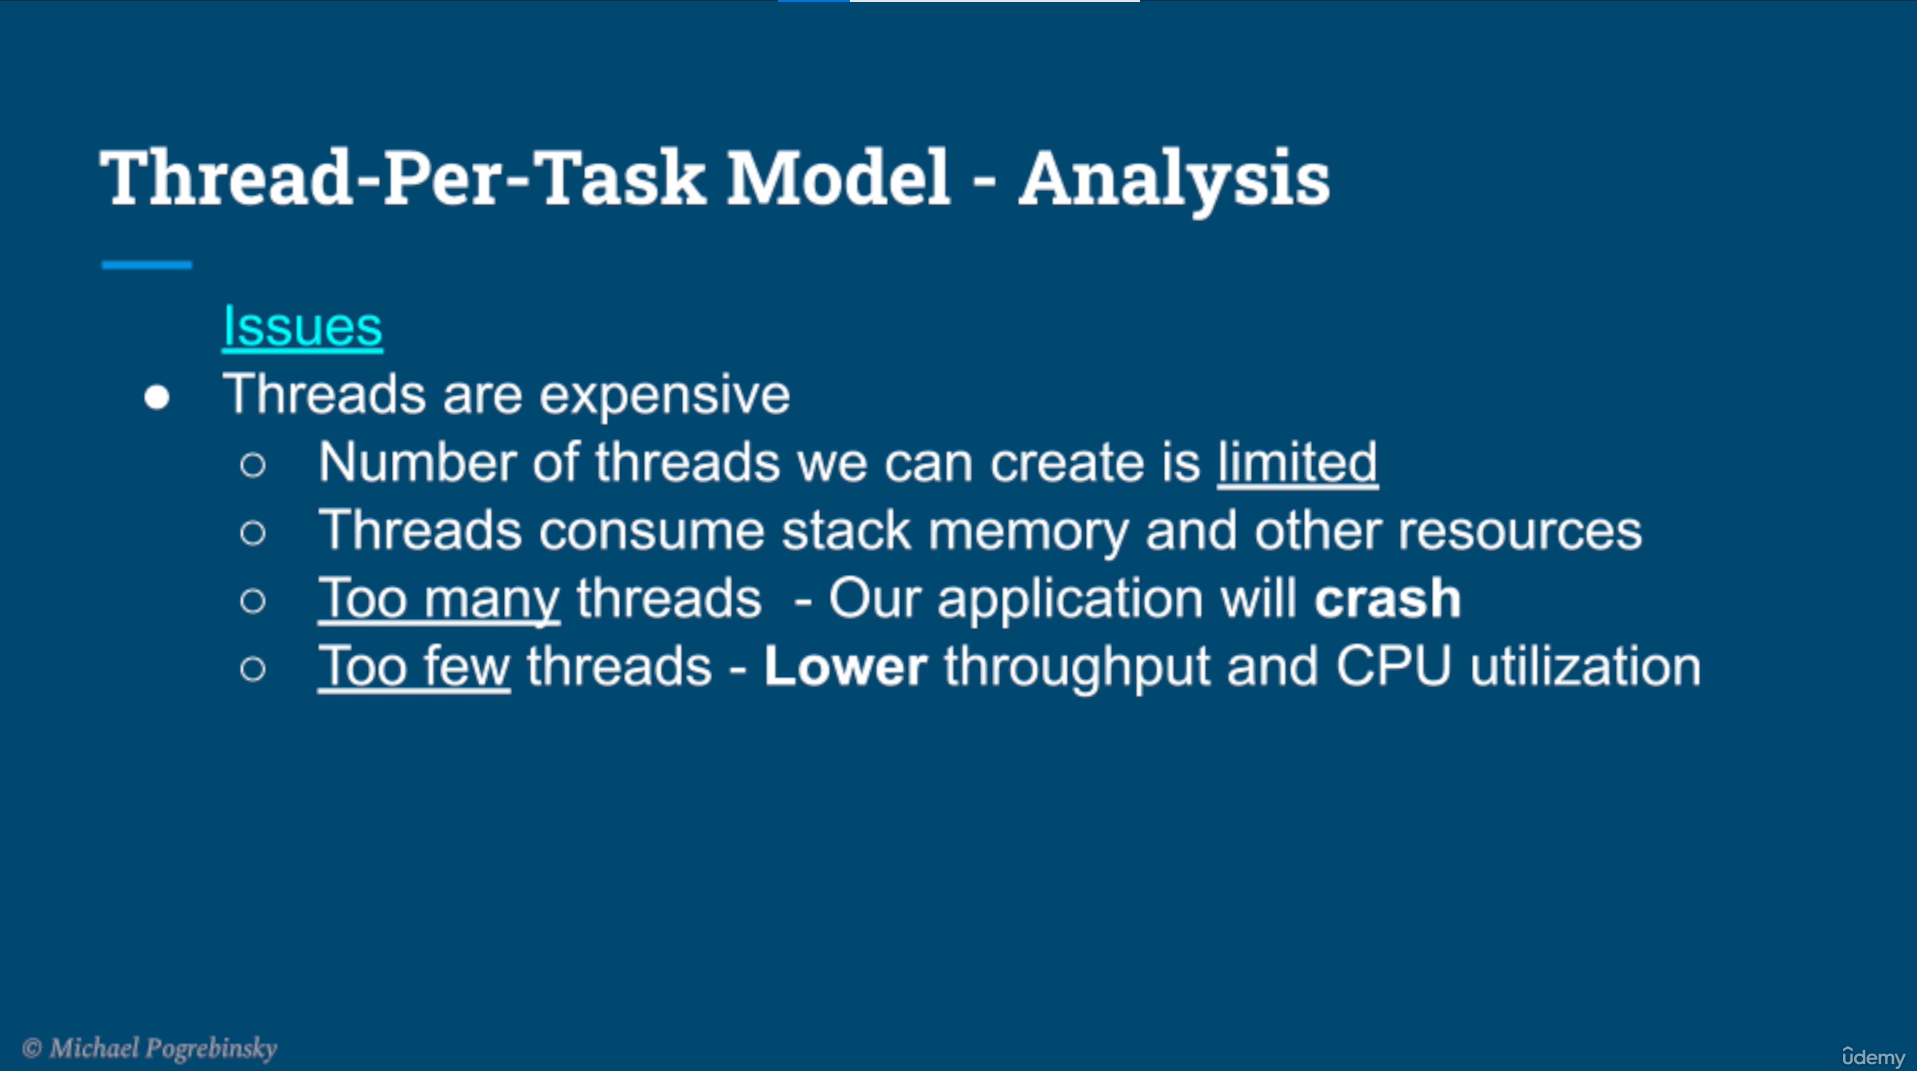 Thread-Per-Task Model - Analysis
Issues
● Threads are expensive
○ Number of threads we can create is limited
○ Threads consume stack memory and other resources
○ Too many threads  - Our application will crash
○ Too few threads - Lower throughput and CPU utilization
© Michael Pogrebinsky
ûdemy